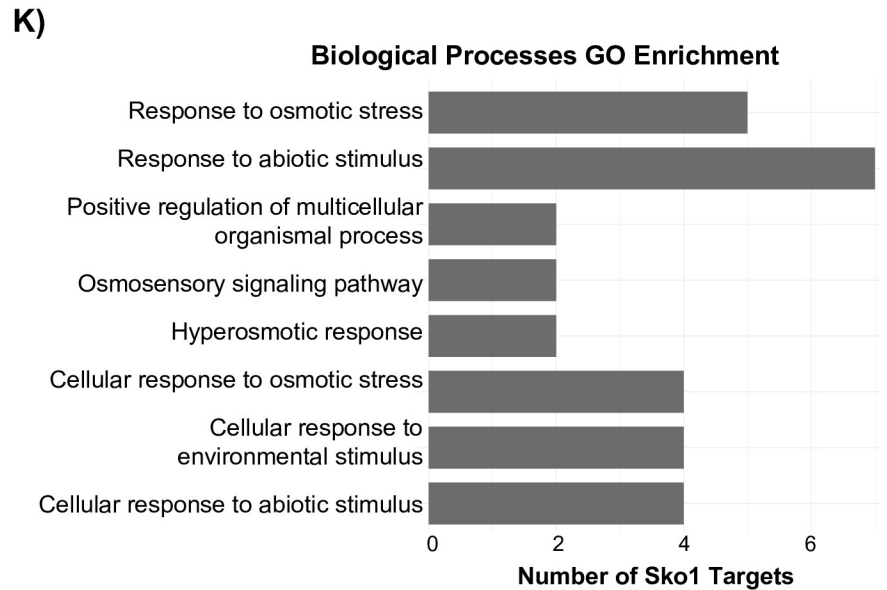 K)
Biological Processes GO Enrichment
Response to osmotic stress
Response to abiotic stimulus
Positive regulation of multicellular
organismal process
Osmosensory signaling pathway
Hyperosmotic response
Cellular response to osmotic stress
Cellular response to
environmental stimulus
Cellular response to abiotic stimulus
0 2 4 6
Number of Sko1 Targets